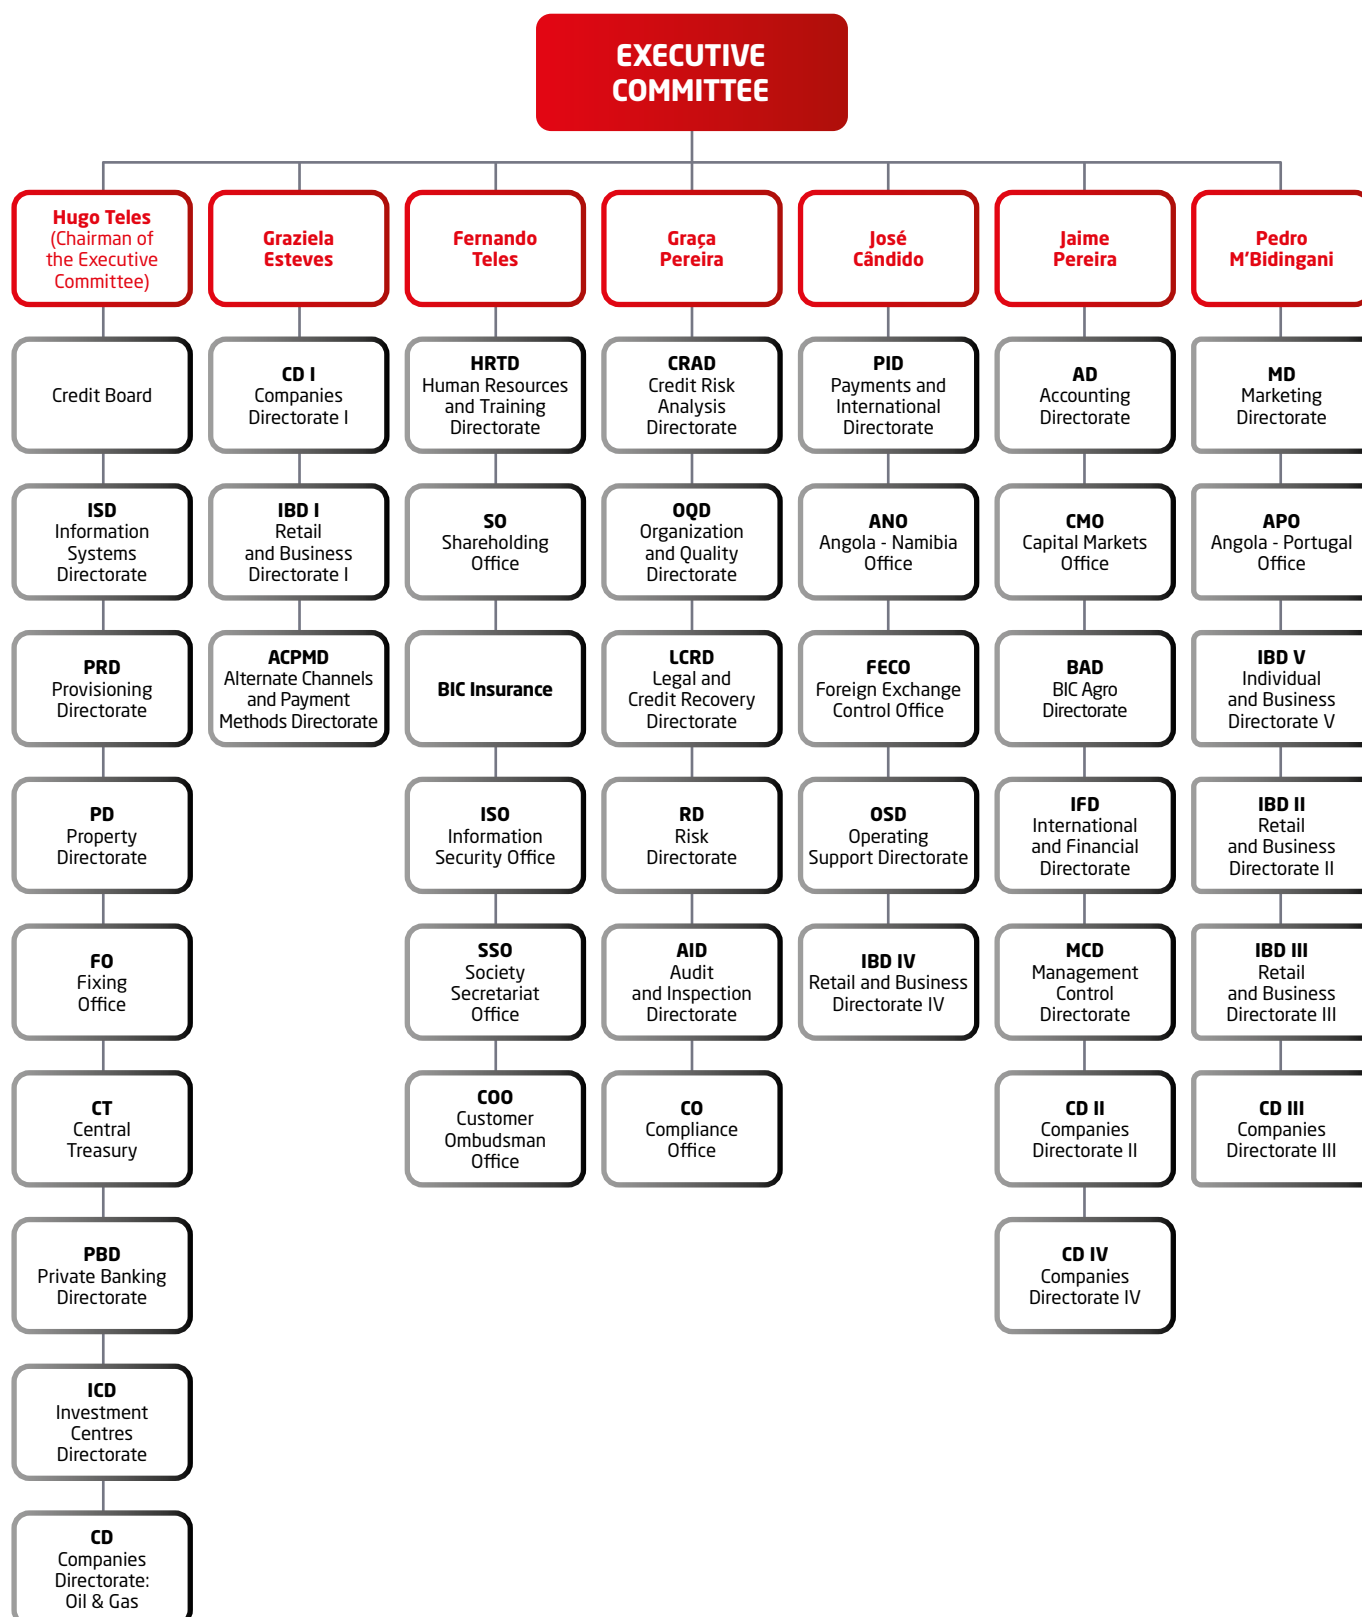 EXECUTIVE
COMMITTEE
Hugo Teles
(Chairman of
the Executive
Committee)
Credit Board
ISD
Information
Systems
Directorate
PRD
Provisioning
Directorate
PD
Property
Directorate
FO
Fixing
Office
CT
Central
Treasury
PBD
Private Banking
Directorate
ICD
Investment
Centres
Directorate
CD
Companies
Directorate:
Oil & Gas
Graziela
Esteves
CD I
Companies
Directorate I
IBD I
Retail
and Business
Directorate I
ACPMD
Alternate Channels
and Payment
Methods Directorate
Fernando
Teles
HRTD
Human Resources
and Training
Directorate
SO
Shareholding
Office
BIC Insurance
ISO
Information
Security Office
SSO
Society
Secretariat
Office
COO
Customer
Ombudsman
Office
Graça
Pereira
CRAD
Credit Risk
Analysis
Directorate
OQD
Organization
and Quality
Directorate
LCRD
Legal and
Credit Recovery
Directorate
RD
Risk
Directorate
AID
Audit
and Inspection
Directorate
CO
Compliance
Office
José
Cândido
PID
Payments and
International
Directorate
ANO
Angola - Namibia
Office
FECO
Foreign Exchange
Control Office
OSD
Operating
Support Directorate
IBD IV
Retail and Business
Directorate IV
Jaime
Pereira
AD
Accounting
Directorate
CMO
Capital Markets
Office
BAD
BIC Agro
Directorate
IFD
International
and Financial
Directorate
MCD
Management
Control
Directorate
CD II
Companies
Directorate II
CD IV
Companies
Directorate IV
Pedro
M'Bidingani
MD
Marketing
Directorate
APO
Angola - Portugal
Office
IBD V
Individual
and Business
Directorate V
IBD II
Retail
and Business
Directorate II
IBD III
Retail
and Business
Directorate III
CD III
Companies
Directorate III